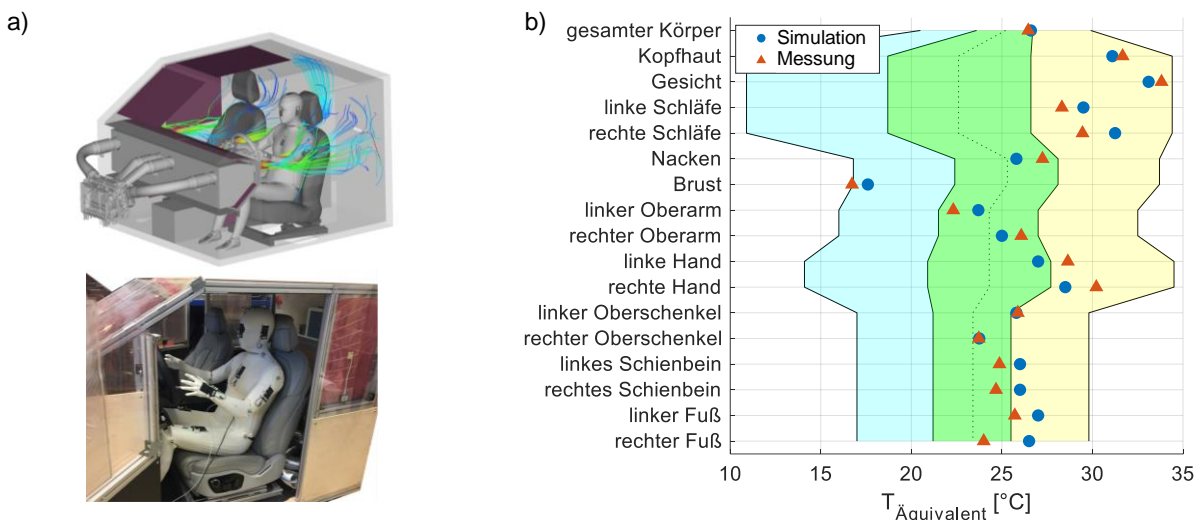 a)
b)
gesamter Körper
Kopfhaut
Gesicht
linke Schläfe
rechte Schläfe
Nacken
Brust
linker Oberarm
rechter Oberarm
linke Hand
rechte Hand
linker Oberschenkel
rechter Oberschenkel
linkes Schienbein
rechtes Schienbein
linker Fuß
rechter Fuß
Simulation
Messung
10 15 20 25 30 35
T_Äquivalent [°C]